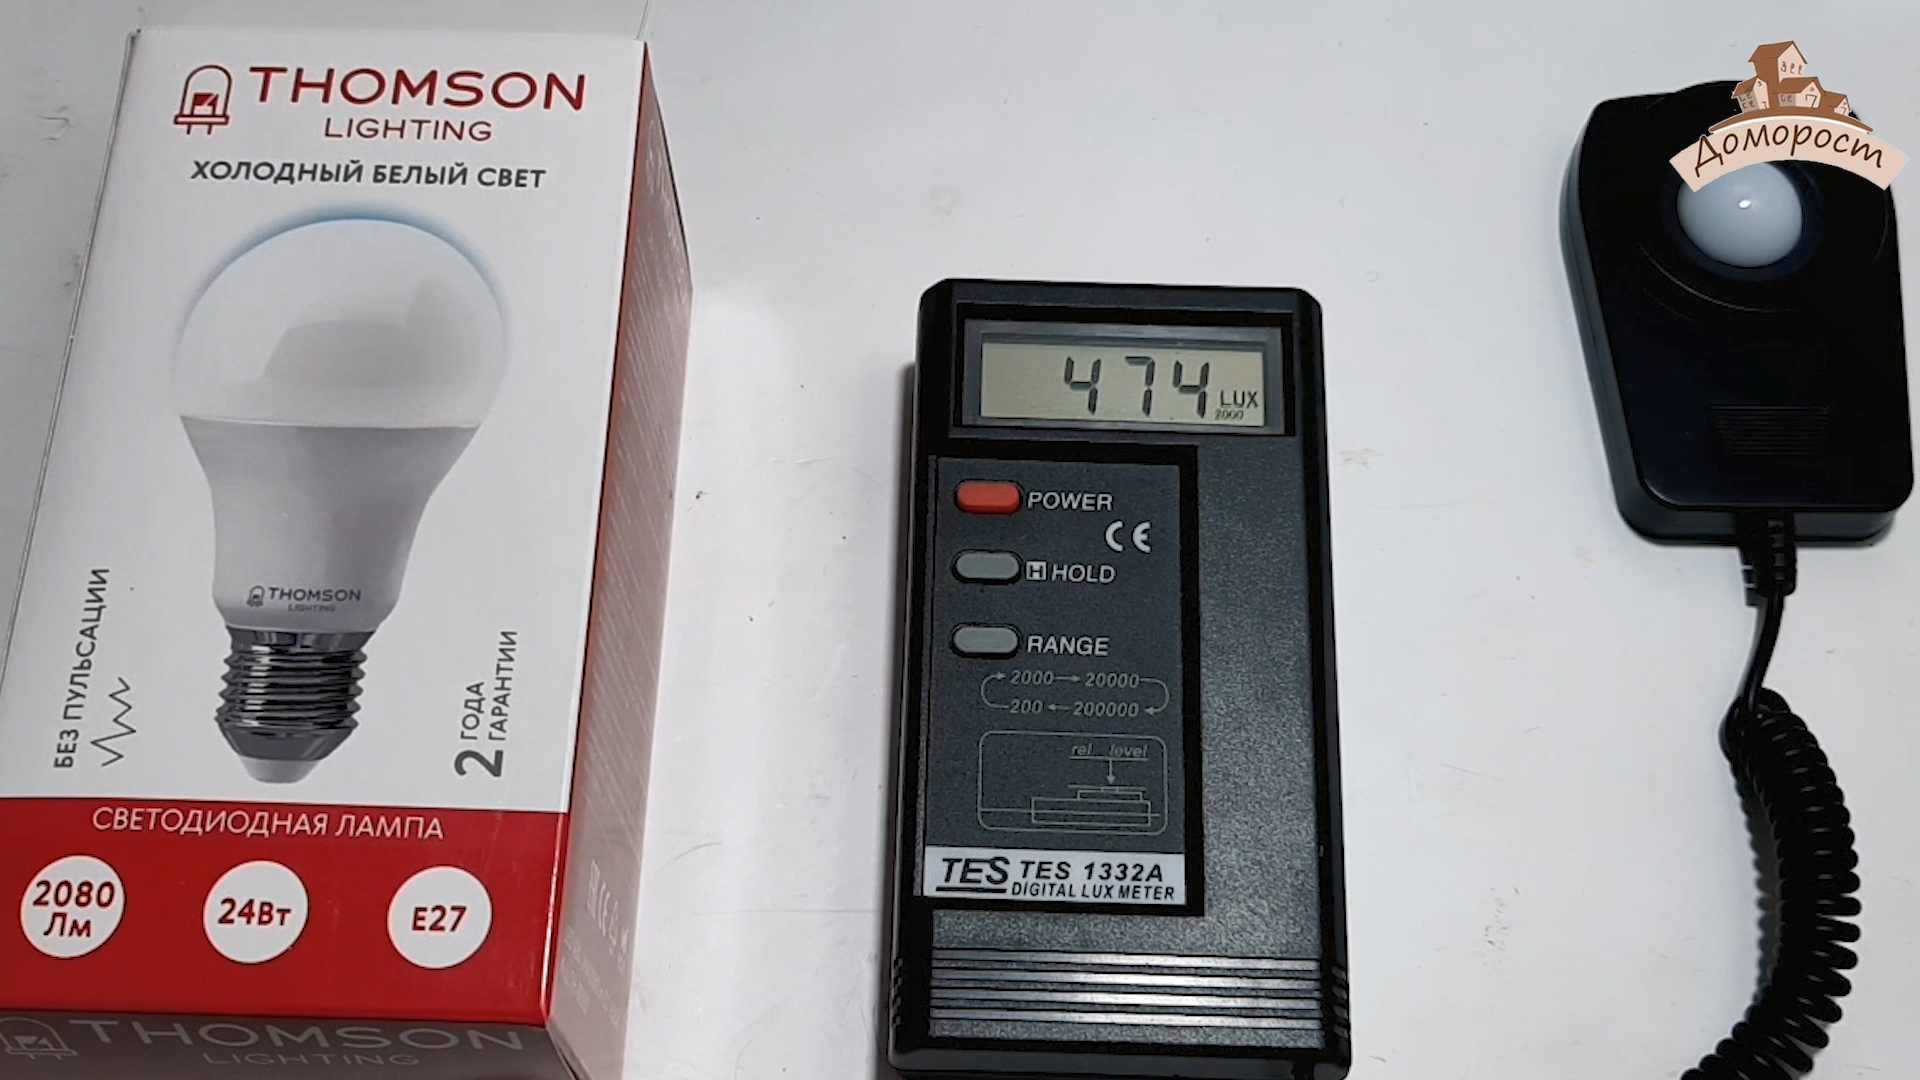 THOMSON
LIGHTING
ХОЛОДНЫЙ БЕЛЫЙ СВЕТ
THOMSON
LIGHTING
БЕЗ ПУЛЬСАЦИИ
2 ГОДА
ГАРАНТИИ
СВЕТОДИОДНАЯ ЛАМПА
2080
Лм
24Вт
E27
THOMSON
LIGHTING
474
LUX
2000
POWER
CE
H HOLD
RANGE
2000 20000
200 200000
rel. level
TES TES 1332A
DIGITAL LUX METER
Доморост